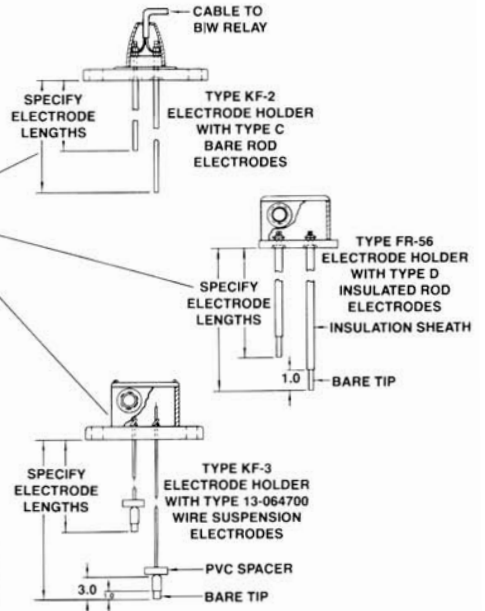 CABLE TO
B|W RELAY
SPECIFY
ELECTRODE
LENGTHS
TYPE KF-2
ELECTRODE HOLDER
WITH TYPE C
BARE ROD
ELECTRODES
TYPE FR-56
ELECTRODE HOLDER
WITH TYPE D
INSULATED ROD
ELECTRODES
SPECIFY
ELECTRODE
LENGTHS
INSULATION SHEATH
1.0
BARE TIP
SPECIFY
ELECTRODE
LENGTHS
TYPE KF-3
ELECTRODE HOLDER
WITH TYPE 13-064700
WIRE SUSPENSION
ELECTRODES
PVC SPACER
3.0
BARE TIP